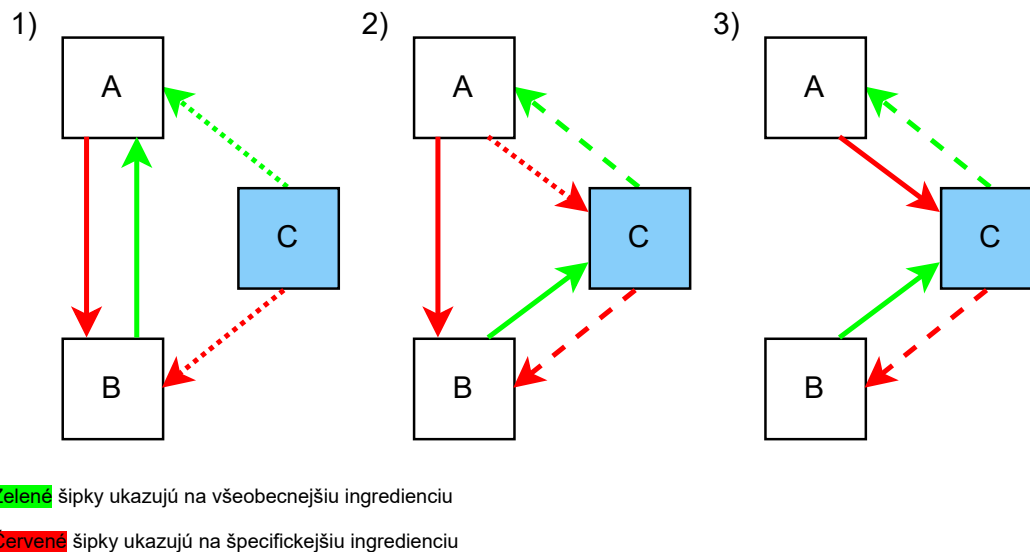 1)
2)
3)
A
A
A
C
C
C
B
B
B
Zelené šipky ukazujú na všeobecnejšiu ingredienciu
Červené šipky ukazujú na špecifickejšiu ingredienciu